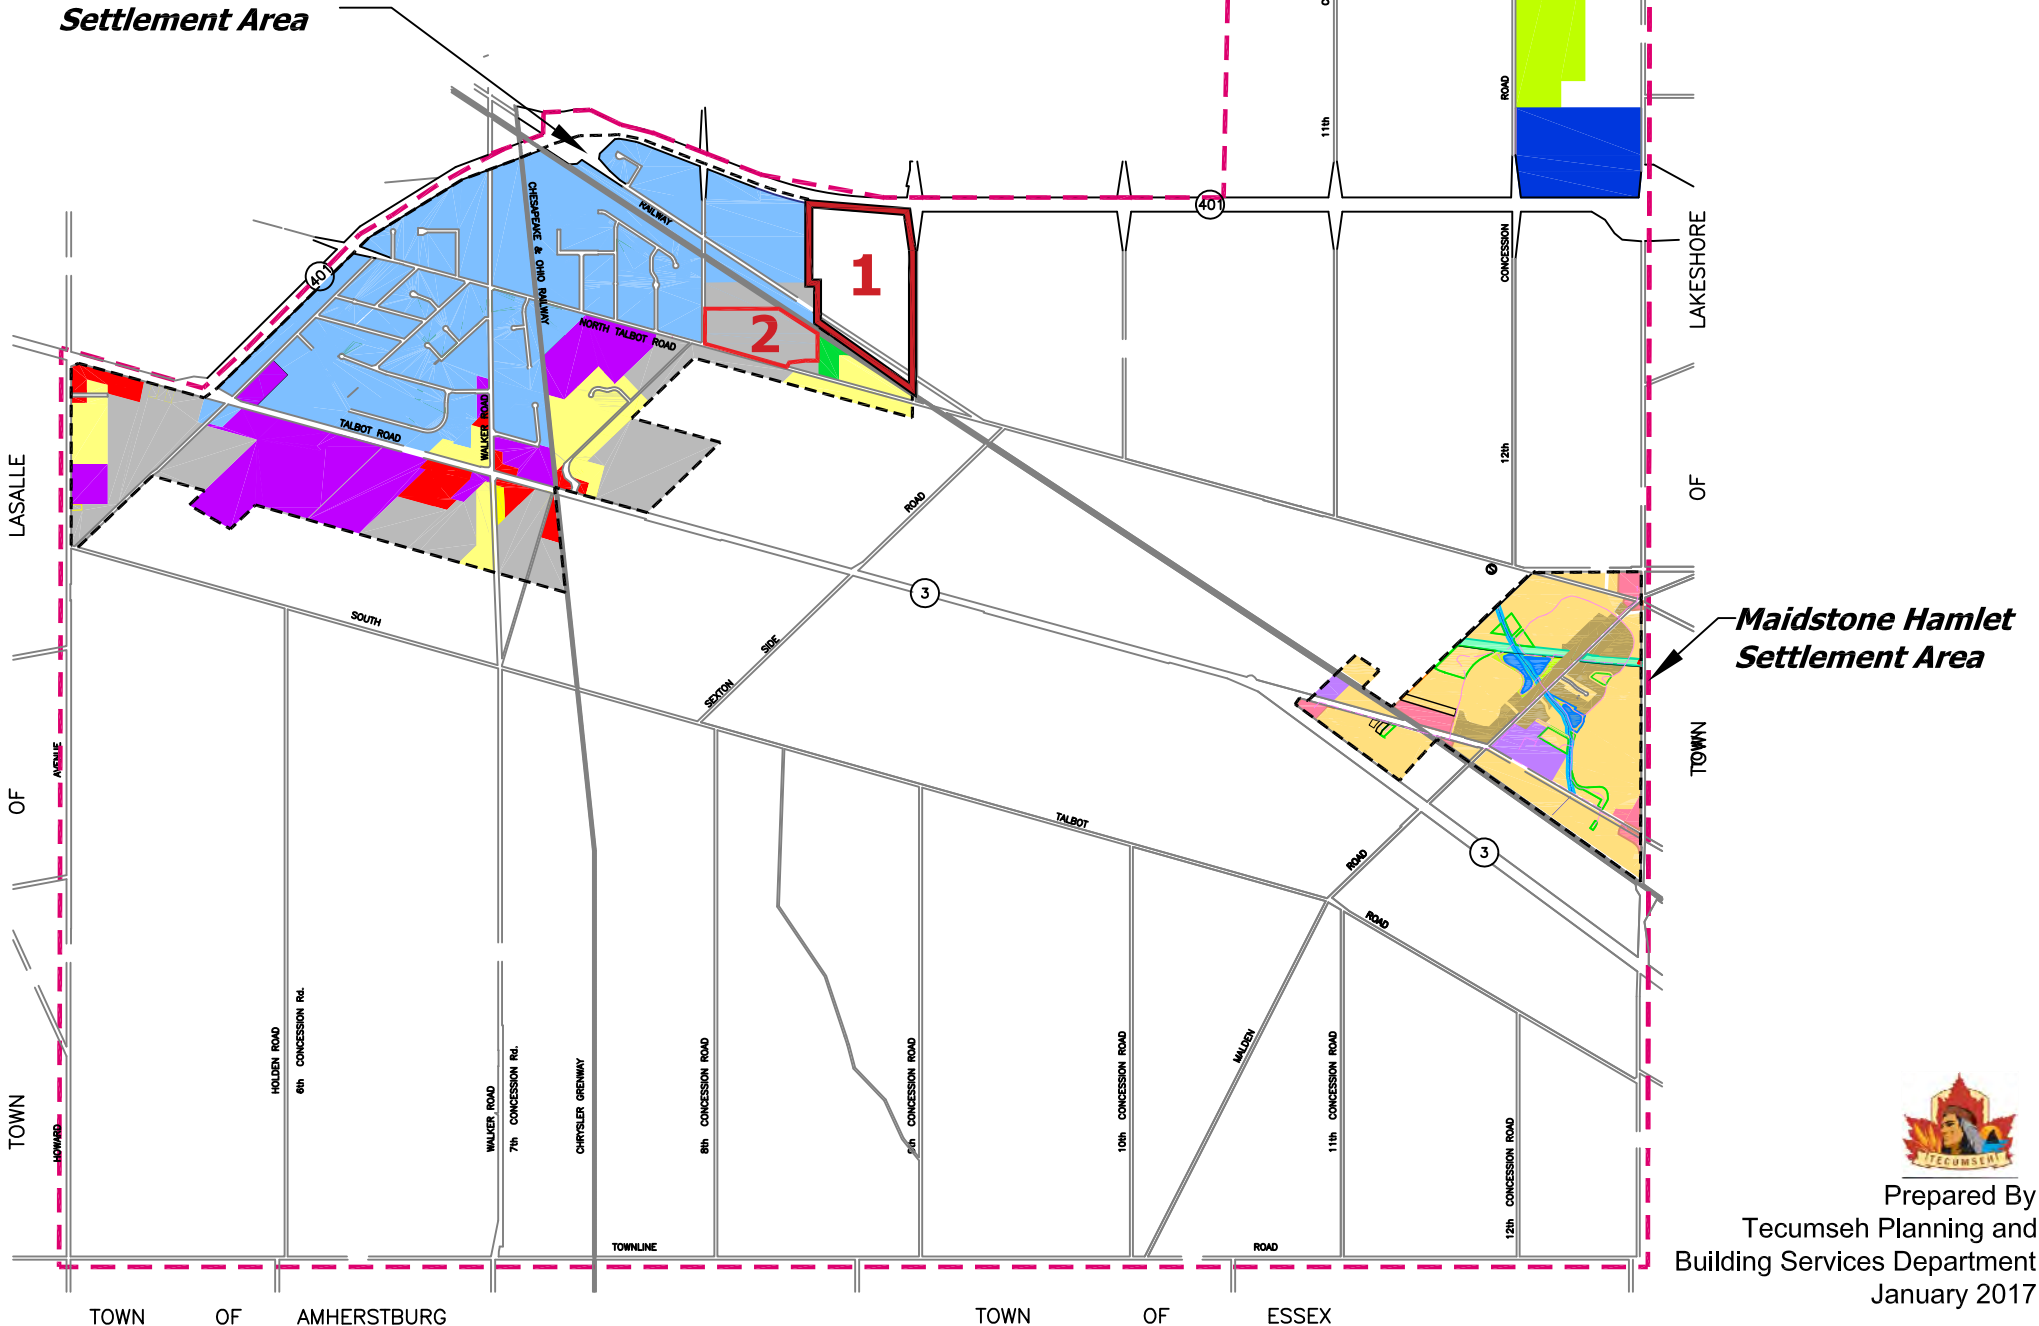 Settlement Area
11th
ROAD
401
CHESAPEAKE & OHIO RAILWAY
RAILWAY
CONCESSION
LAKESHORE
401
1
2
NORTH TALBOT ROAD
TALBOT ROAD
WALKER ROAD
12th
LASALLE
OF
ROAD
3
SOUTH
SIDE
SEXTON
Maidstone Hamlet
Settlement Area
TOWN
AVENUE
OF
TALBOT
ROAD
3
ROAD
HOLDEN ROAD
6th CONCESSION Rd.
WALKER ROAD
7th CONCESSION Rd.
CHRYSLER GRENWAY
8th CONCESSION ROAD
CONCESSION ROAD
10th CONCESSION ROAD
MALDEN
11th CONCESSION ROAD
12th CONCESSION ROAD
TOWN
HOWARD
TECUMSEH
Prepared By
Tecumseh Planning and
Building Services Department
January 2017
TOWNLINE ROAD
TOWN OF AMHERSTBURG
TOWN OF ESSEX